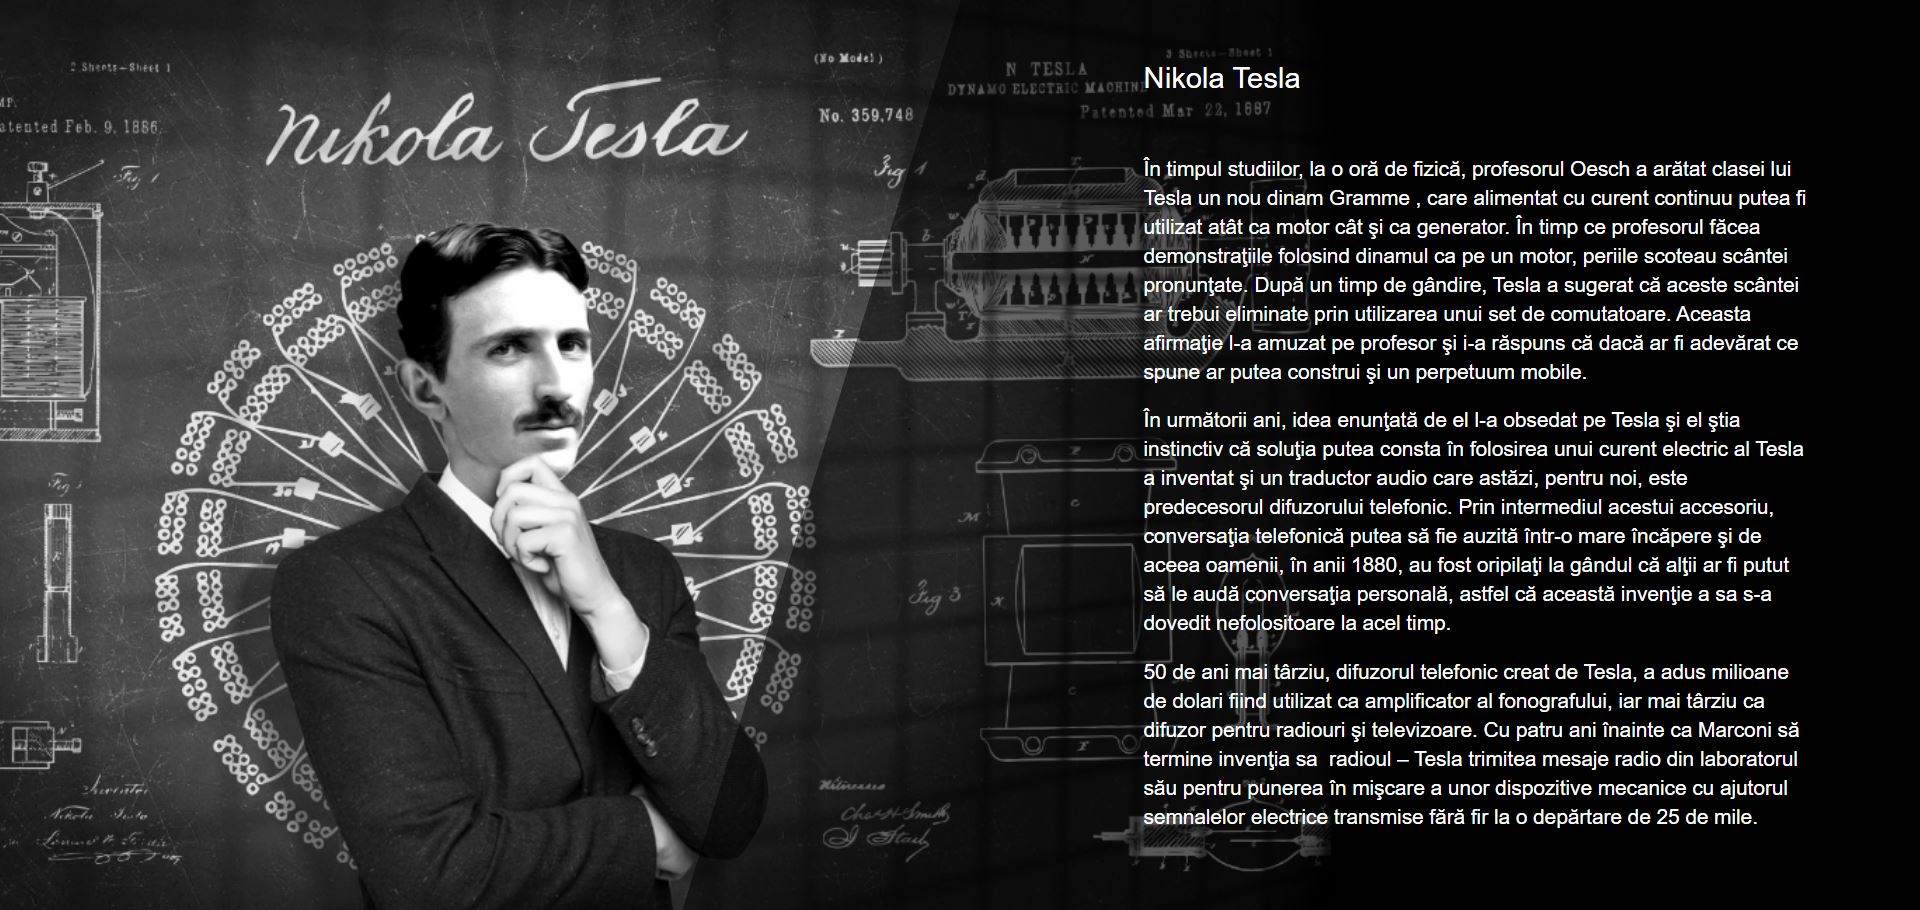 2 Sheets-Sheet 1
atented Feb. 9, 1886.
Fig 1
Nikola Tesla
(No Model)
No. 359,748
N TESLA
DYNAMO ELECTRIC MACHINE
3 Sheets-Sheet 1
Patented Mar 22, 1887
Fig 1
Fig 3
Witnesses
Inventor
Nikola Tesla
Nikola Tesla
În timpul studiilor, la o oră de fizică, profesorul Oesch a arătat clasei lui
Tesla un nou dinam Gramme , care alimentat cu curent continuu putea fi
utilizat atât ca motor cât şi ca generator. În timp ce profesorul făcea
demonstraţiile folosind dinamul ca pe un motor, periile scoteau scântei
pronunţate. După un timp de gândire, Tesla a sugerat că aceste scântei
ar trebui eliminate prin utilizarea unui set de comutatoare. Aceasta
afirmaţie l-a amuzat pe profesor şi i-a răspuns că dacă ar fi adevărat ce
spune ar putea construi şi un perpetuum mobile.
În următorii ani, idea enunţată de el l-a obsedat pe Tesla şi el ştia
instinctiv că soluţia putea consta în folosirea unui curent electric al Tesla
a inventat şi un traductor audio care astăzi, pentru noi, este
predecesorul difuzorului telefonic. Prin intermediul acestui accesoriu,
conversaţia telefonică putea să fie auzită într-o mare încăpere şi de
aceea oamenii, în anii 1880, au fost oripilaţi la gândul că alţii ar fi putut
să le audă conversaţia personală, astfel că această invenţie a sa s-a
dovedit nefolositoare la acel timp.
50 de ani mai târziu, difuzorul telefonic creat de Tesla, a adus milioane
de dolari fiind utilizat ca amplificator al fonografului, iar mai târziu ca
difuzor pentru radiouri şi televizoare. Cu patru ani înainte ca Marconi să
termine invenţia sa  radioul – Tesla trimitea mesaje radio din laboratorul
său pentru punerea în mişcare a unor dispozitive mecanice cu ajutorul
semnalelor electrice transmise fără fir la o depărtare de 25 de mile.